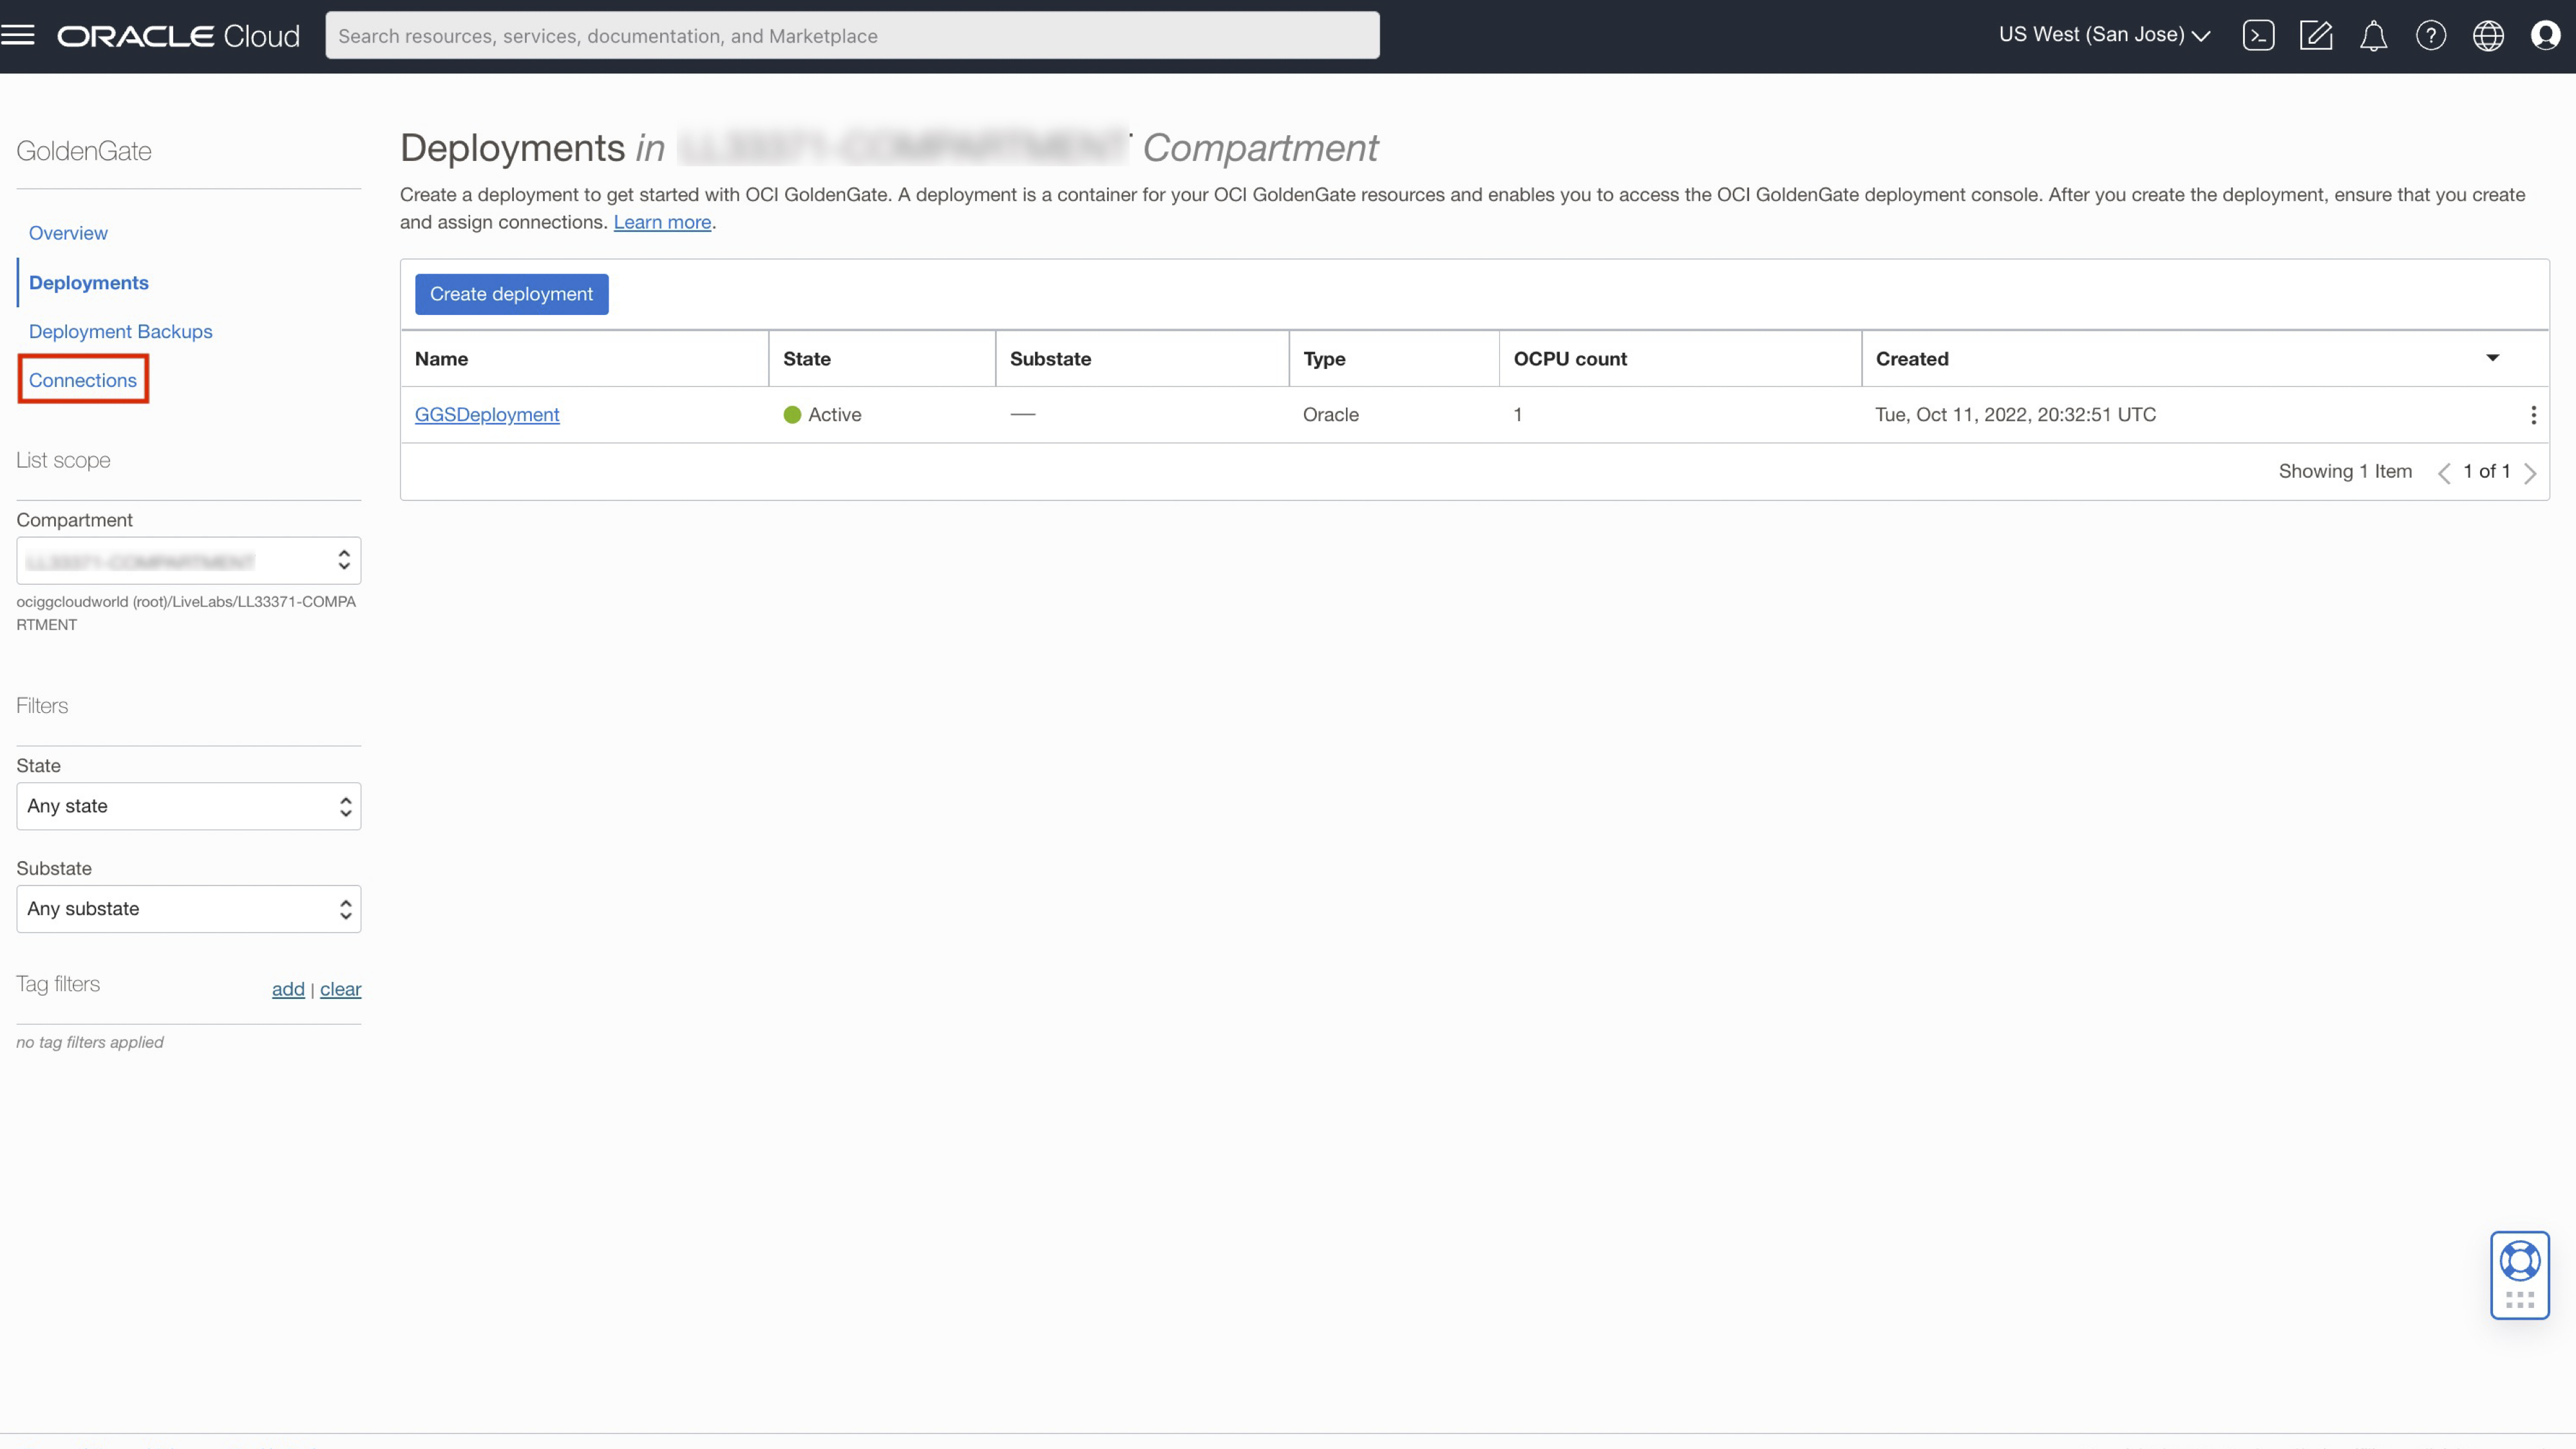 ORACLE Cloud
Search resources, services, documentation, and Marketplace
US West (San Jose)
GoldenGate
Overview
Deployments
Deployment Backups
Connections
List scope
Compartment
LL33371-COMPARTMENT
ociggcloudworld (root)/LiveLabs/LL33371-COMPA
RTMENT
Filters
State
Any state
Substate
Any substate
Tag filters
add | clear
no tag filters applied
Deployments in LL33371-COMPARTMENT Compartment
Create a deployment to get started with OCI GoldenGate. A deployment is a container for your OCI GoldenGate resources and enables you to access the OCI GoldenGate deployment console. After you create the deployment, ensure that you create
and assign connections. Learn more.
Create deployment
Name State Substate Type OCPU count Created
GGSDeployment Active — Oracle 1 Tue, Oct 11, 2022, 20:32:51 UTC
Showing 1 Item 1 of 1